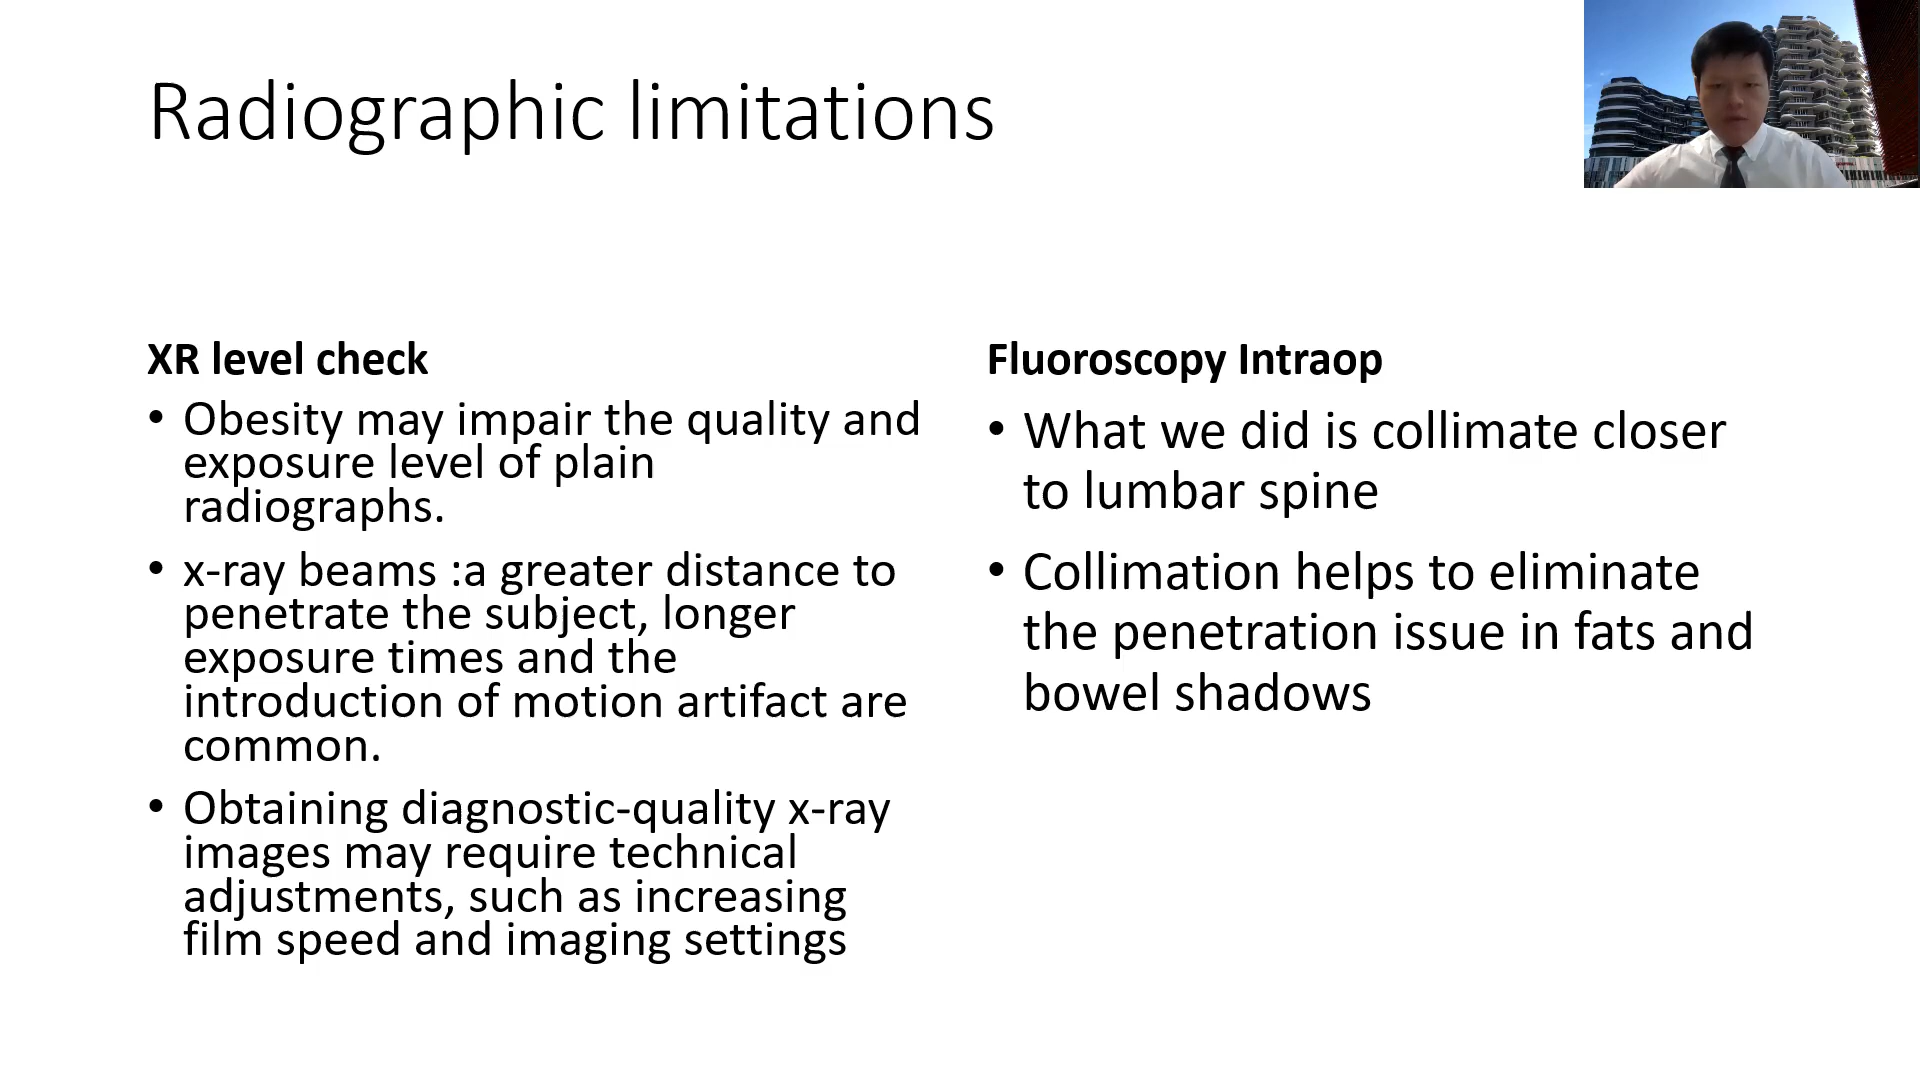 Radiographic limitations
XR level check
• Obesity may impair the quality and
exposure level of plain
radiographs.
• x-ray beams :a greater distance to
penetrate the subject, longer
exposure times and the
introduction of motion artifact are
common.
• Obtaining diagnostic-quality x-ray
images may require technical
adjustments, such as increasing
film speed and imaging settings
Fluoroscopy Intraop
• What we did is collimate closer
to lumbar spine
• Collimation helps to eliminate
the penetration issue in fats and
bowel shadows